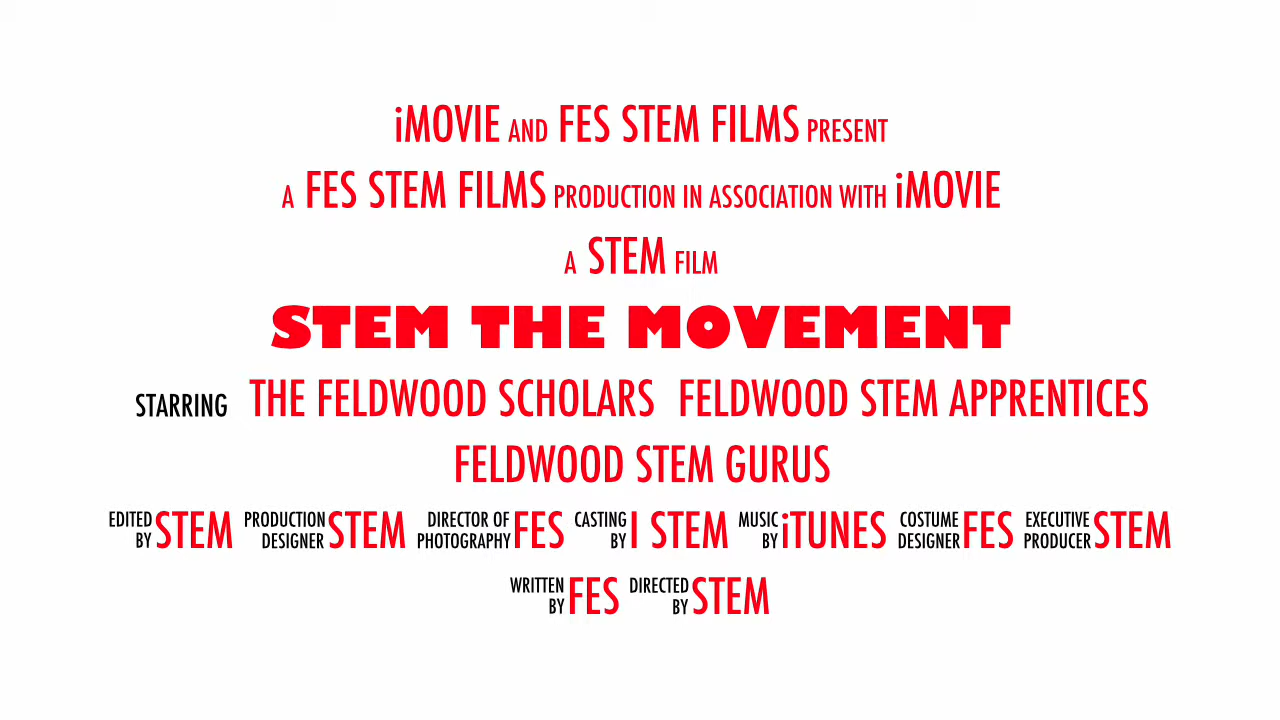 iMOVIE AND FES STEM FILMS PRESENT
A FES STEM FILMS PRODUCTION IN ASSOCIATION WITH iMOVIE
A STEM FILM
STEM THE MOVEMENT
STARRING THE FELDWOOD SCHOLARS FELDWOOD STEM APPRENTICES
FELDWOOD STEM GURUS
EDITED BY STEM PRODUCTION DESIGNER STEM DIRECTOR OF PHOTOGRAPHY FES CASTING BY I STEM MUSIC BY iTUNES COSTUME DESIGNER FES EXECUTIVE PRODUCER STEM
WRITTEN BY FES DIRECTED BY STEM